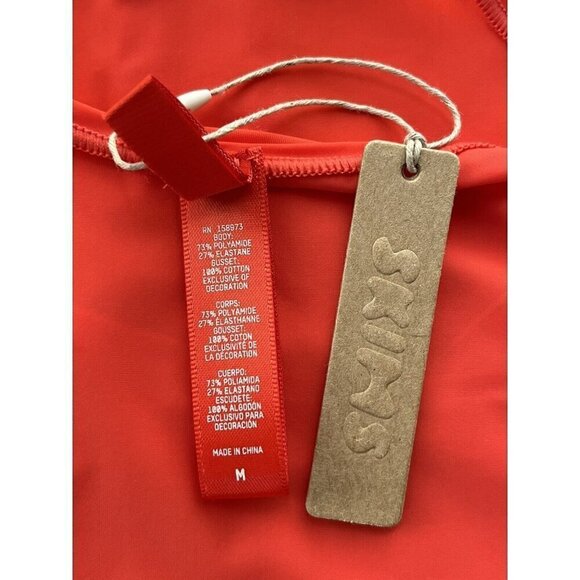 RN 158973
BODY:
73% POLYAMIDE
27% ELASTANE
GUSSET:
100% COTTON
EXCLUSIVE OF
DECORATION
CORPS:
73% POLYAMIDE
27% ÉLASTHANNE
GOUSSET:
100% COTON
EXCLUSIVITÉ DE
LA DÉCORATION
CUERPO:
73% POLIAMIDA
27% ELASTANO
ESCUDETE:
100% ALGODÓN
EXCLUSIVO PARA
DECORACIÓN
MADE IN CHINA
M
SKIMS